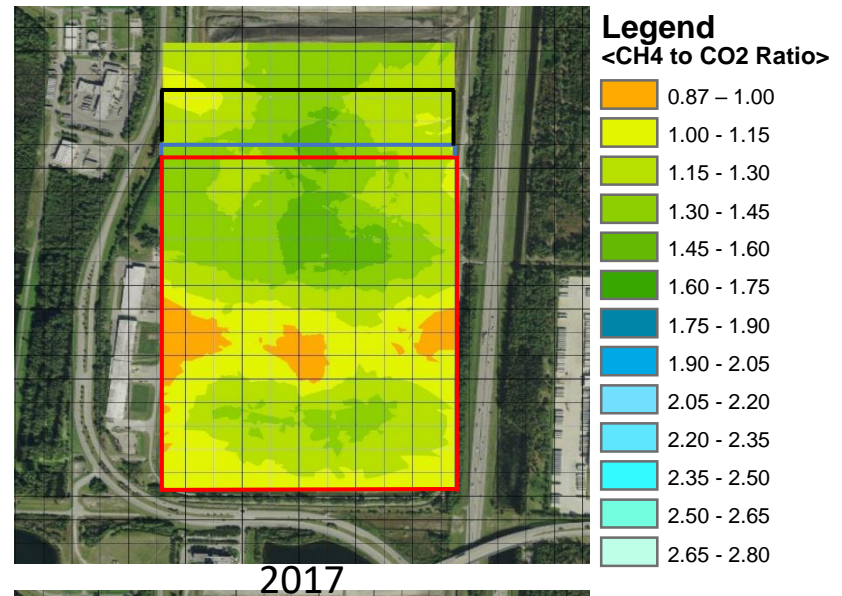 Legend
<CH4 to CO2 Ratio>
0.87 – 1.00
1.00 - 1.15
1.15 - 1.30
1.30 - 1.45
1.45 - 1.60
1.60 - 1.75
1.75 - 1.90
1.90 - 2.05
2.05 - 2.20
2.20 - 2.35
2.35 - 2.50
2.50 - 2.65
2.65 - 2.80
2017